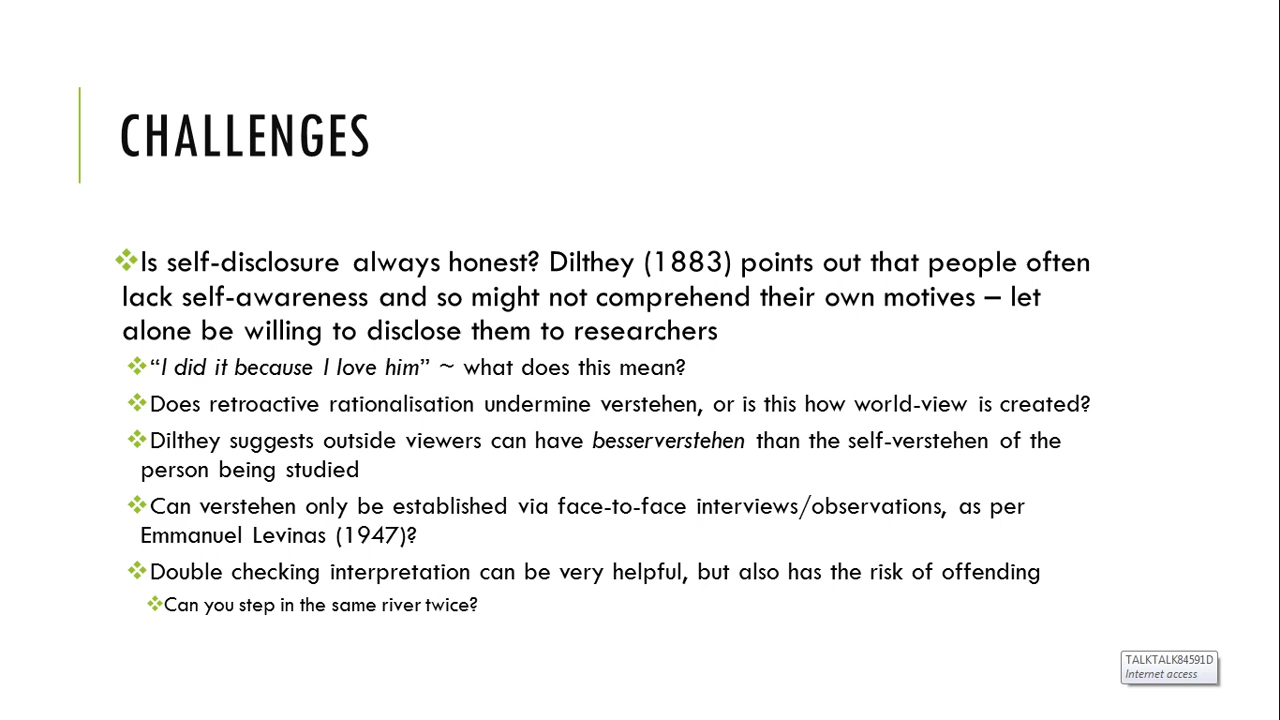 CHALLENGES
❖Is self-disclosure always honest? Dilthey (1883) points out that people often
lack self-awareness and so might not comprehend their own motives – let
alone be willing to disclose them to researchers
❖“I did it because I love him” ~ what does this mean?
❖Does retroactive rationalisation undermine verstehen, or is this how world-view is created?
❖Dilthey suggests outside viewers can have besserverstehen than the self-verstehen of the
person being studied
❖Can verstehen only be established via face-to-face interviews/observations, as per
Emmanuel Levinas (1947)?
❖Double checking interpretation can be very helpful, but also has the risk of offending
❖Can you step in the same river twice?
TALKTALK84591D
Internet access